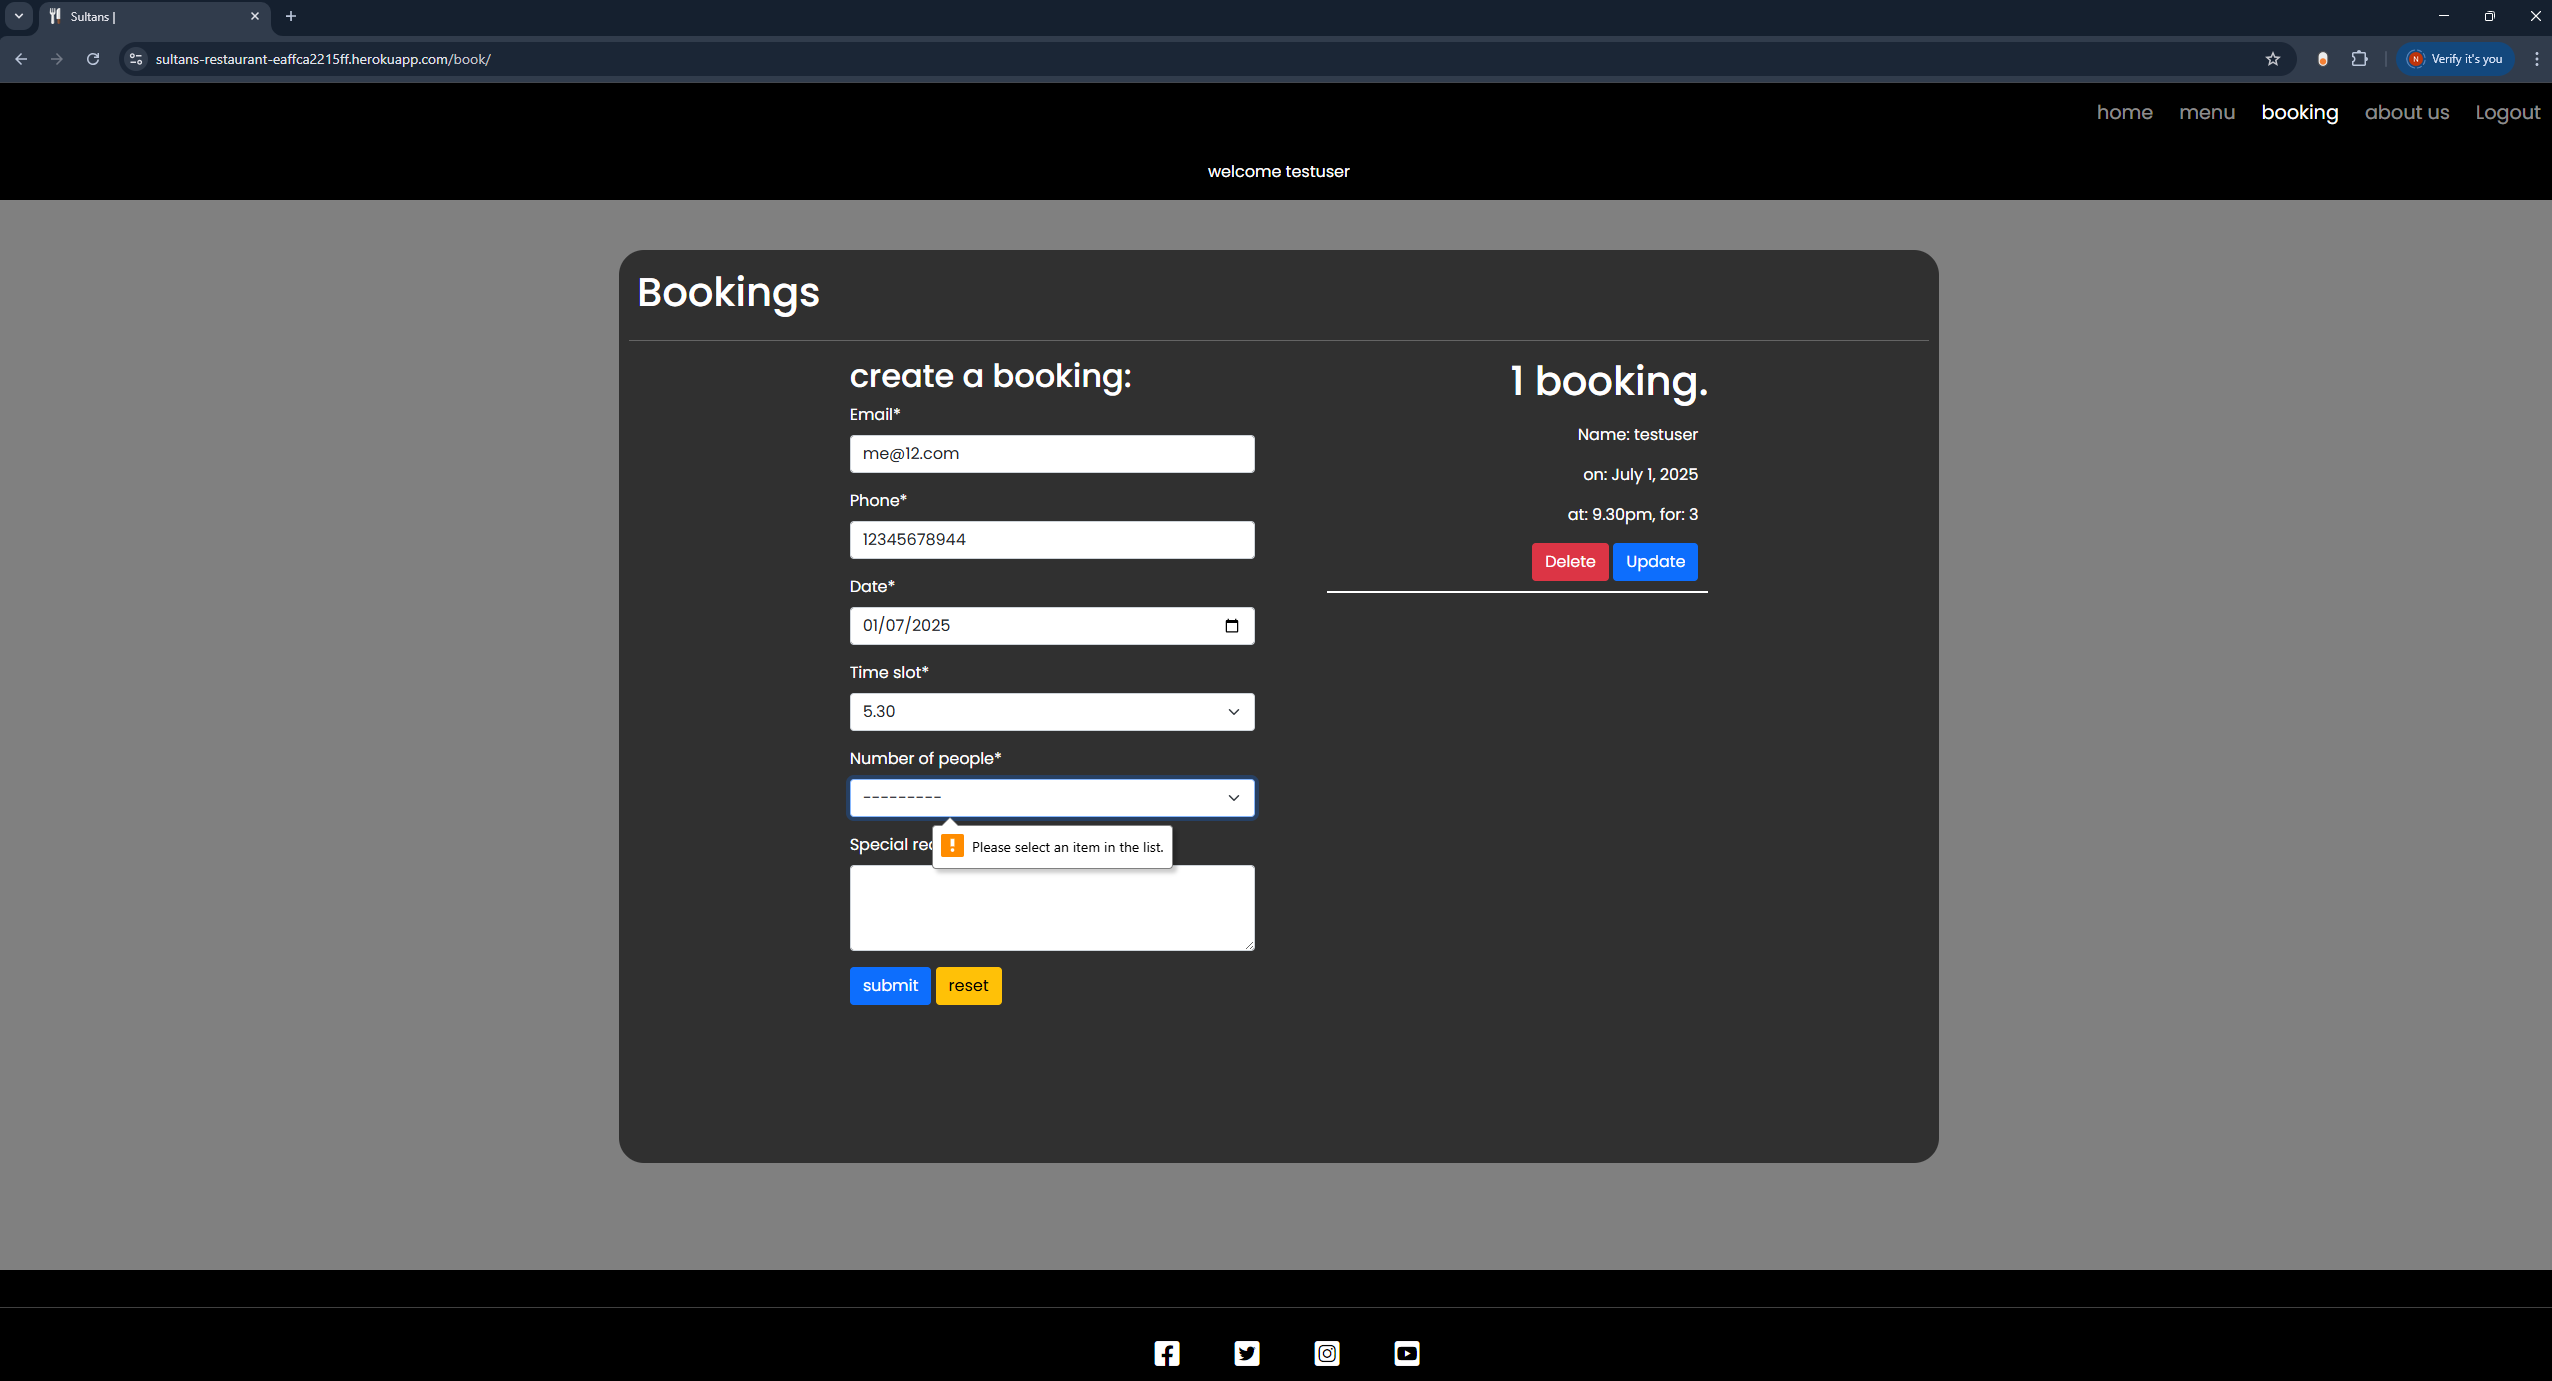 Sultans |
sultans-restaurant-eaffca2215ff.herokuapp.com/book/
N
Verify it's you
home menu booking about us Logout
welcome testuser
Bookings
create a booking:
Email*
me@12.com
Phone*
12345678944
Date*
01/07/2025
Time slot*
5.30
Number of people*
---------
Special
Please select an item in the list.
submit reset
1 booking.
Name: testuser
on: July 1, 2025
at: 9.30pm, for: 3
Delete Update